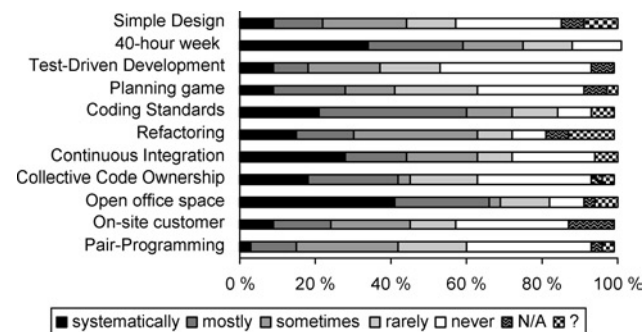 Simple Design
40-hour week
Test-Driven Development
Planning game
Coding Standards
Refactoring
Continuous Integration
Collective Code Ownership
Open office space
On-site customer
Pair-Programming
0 % 20 % 40 % 60 % 80 % 100 %
systematically mostly sometimes rarely never N/A ?